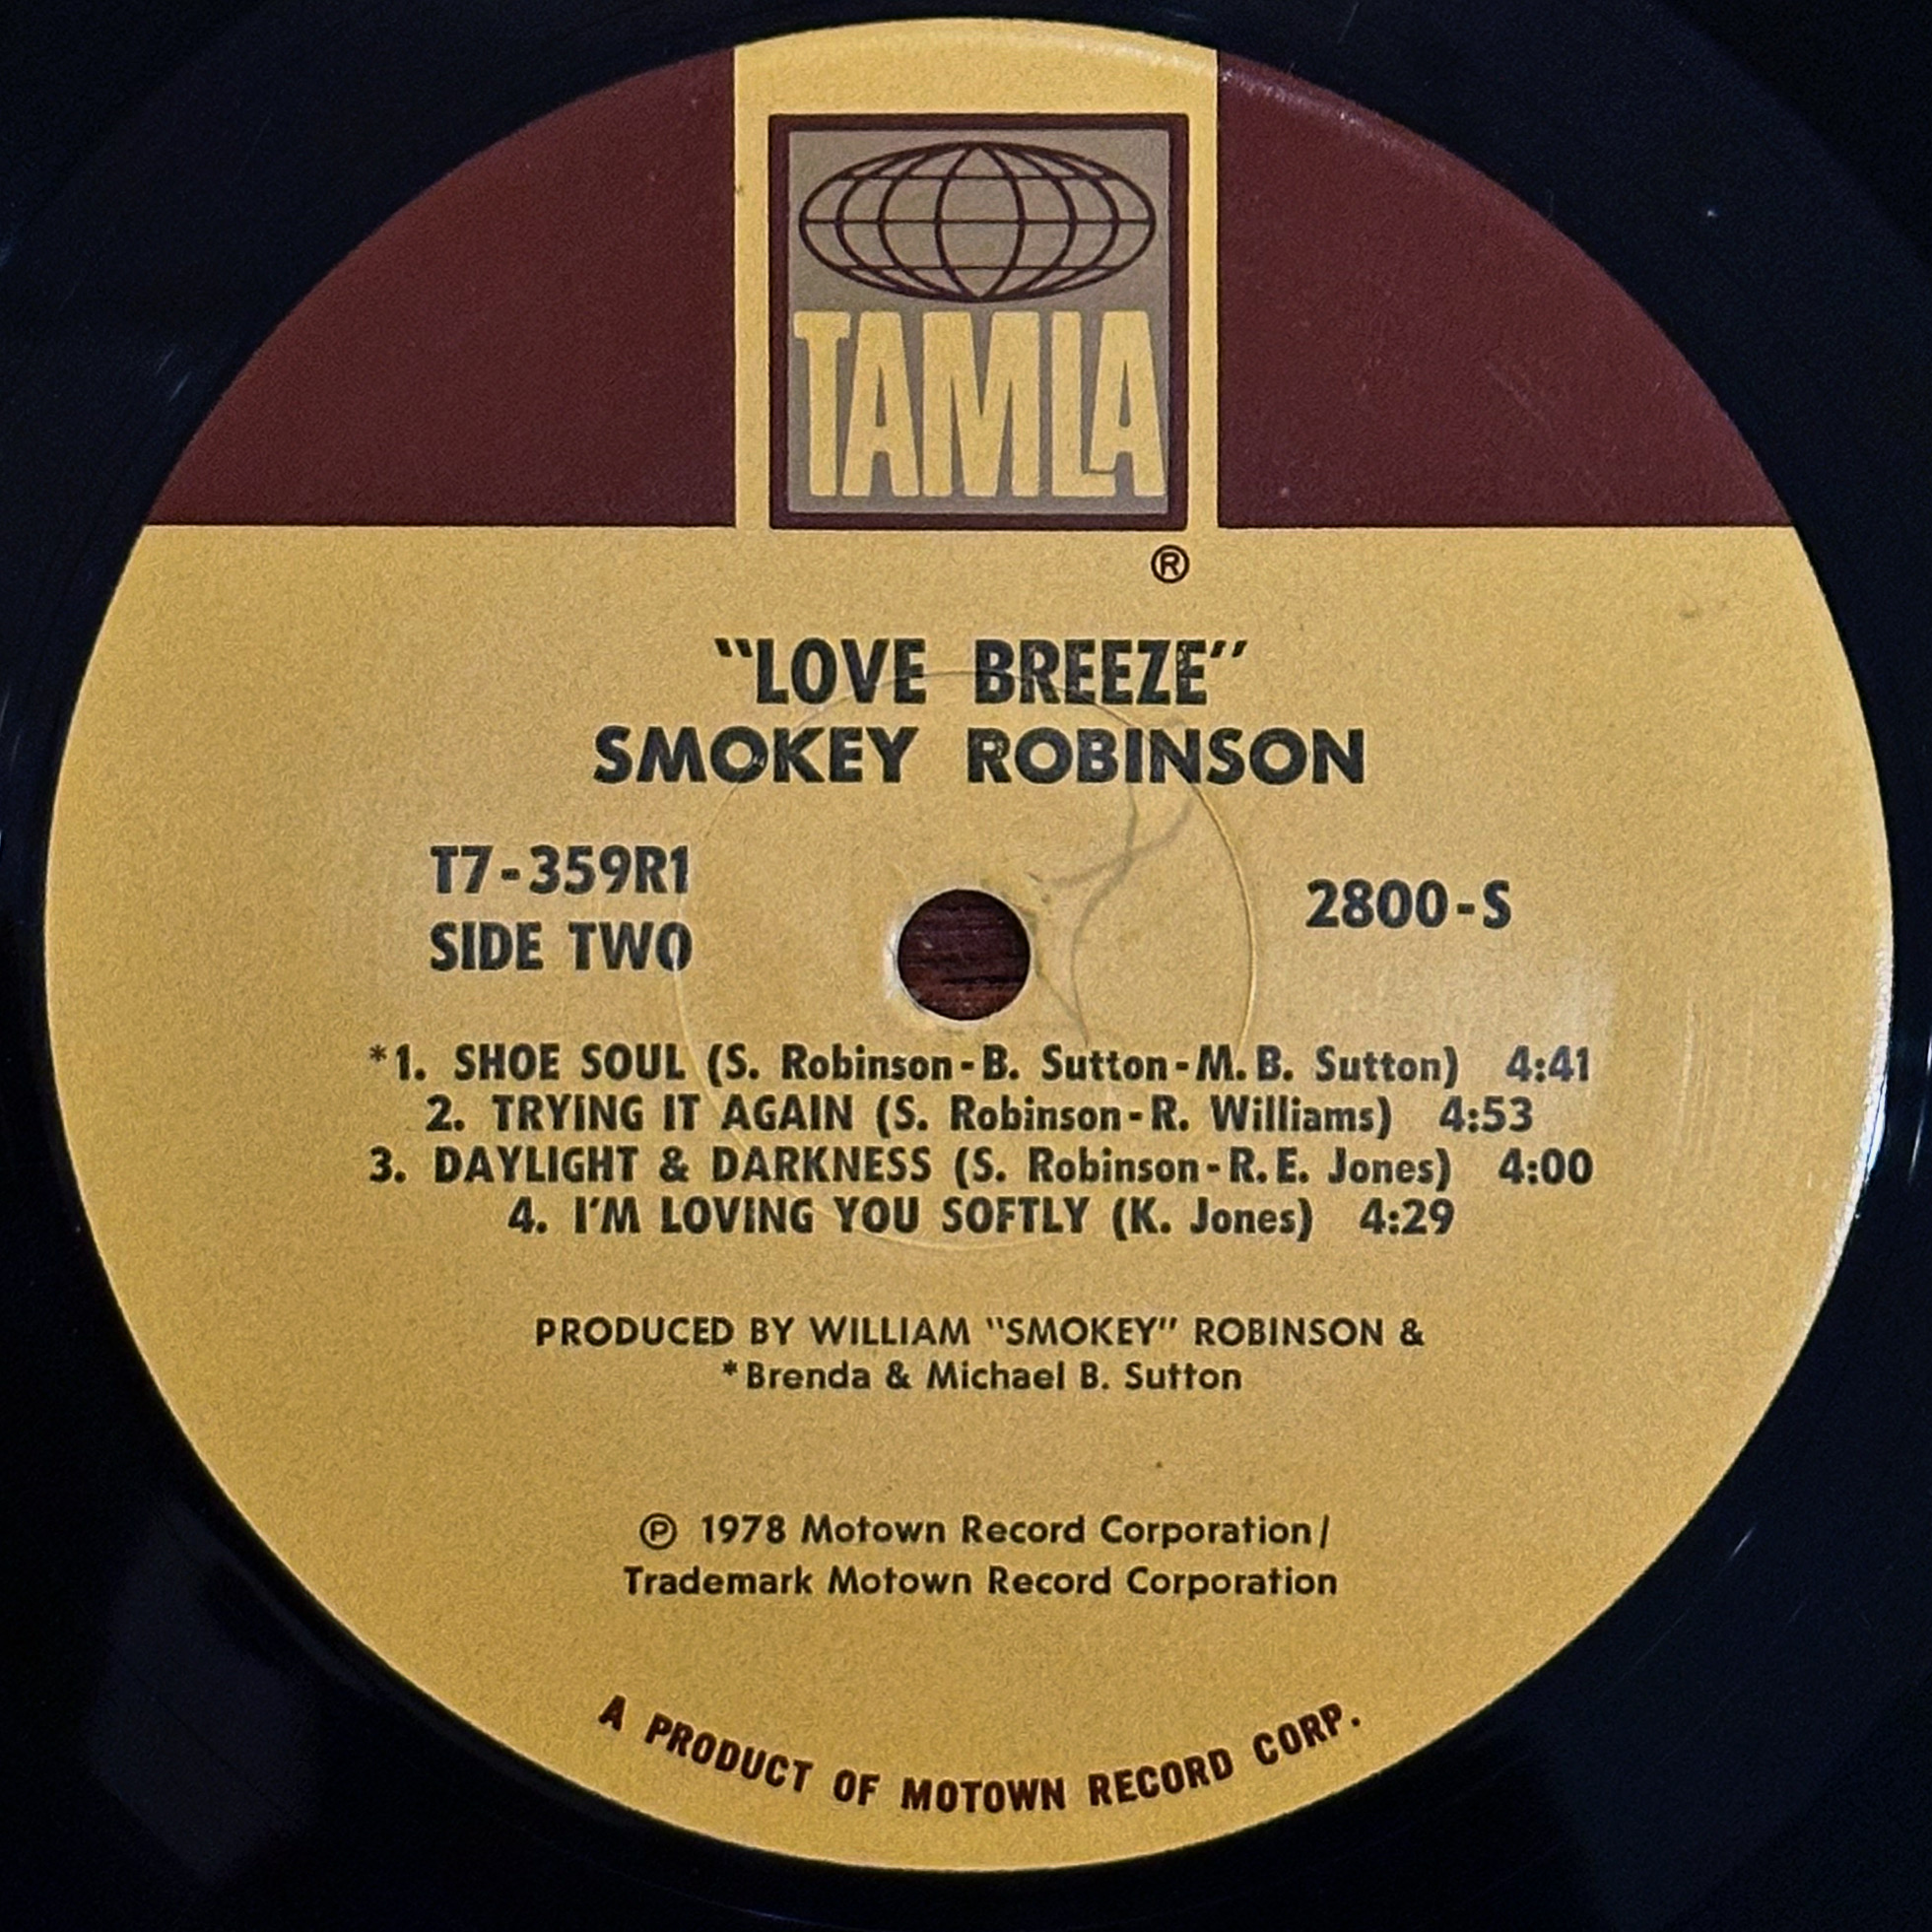 TAMLA
®
"LOVE BREEZE"
SMOKEY ROBINSON
T7-359R1
SIDE TWO
2800-S
*1. SHOE SOUL (S. Robinson-B. Sutton-M.B. Sutton) 4:41
2. TRYING IT AGAIN (S. Robinson-R. Williams) 4:53
3. DAYLIGHT & DARKNESS (S. Robinson-R.E. Jones) 4:00
4. I'M LOVING YOU SOFTLY (K. Jones) 4:29
PRODUCED BY WILLIAM "SMOKEY" ROBINSON &
*Brenda & Michael B. Sutton
℗ 1978 Motown Record Corporation/
Trademark Motown Record Corporation
A PRODUCT OF MOTOWN RECORD CORP.